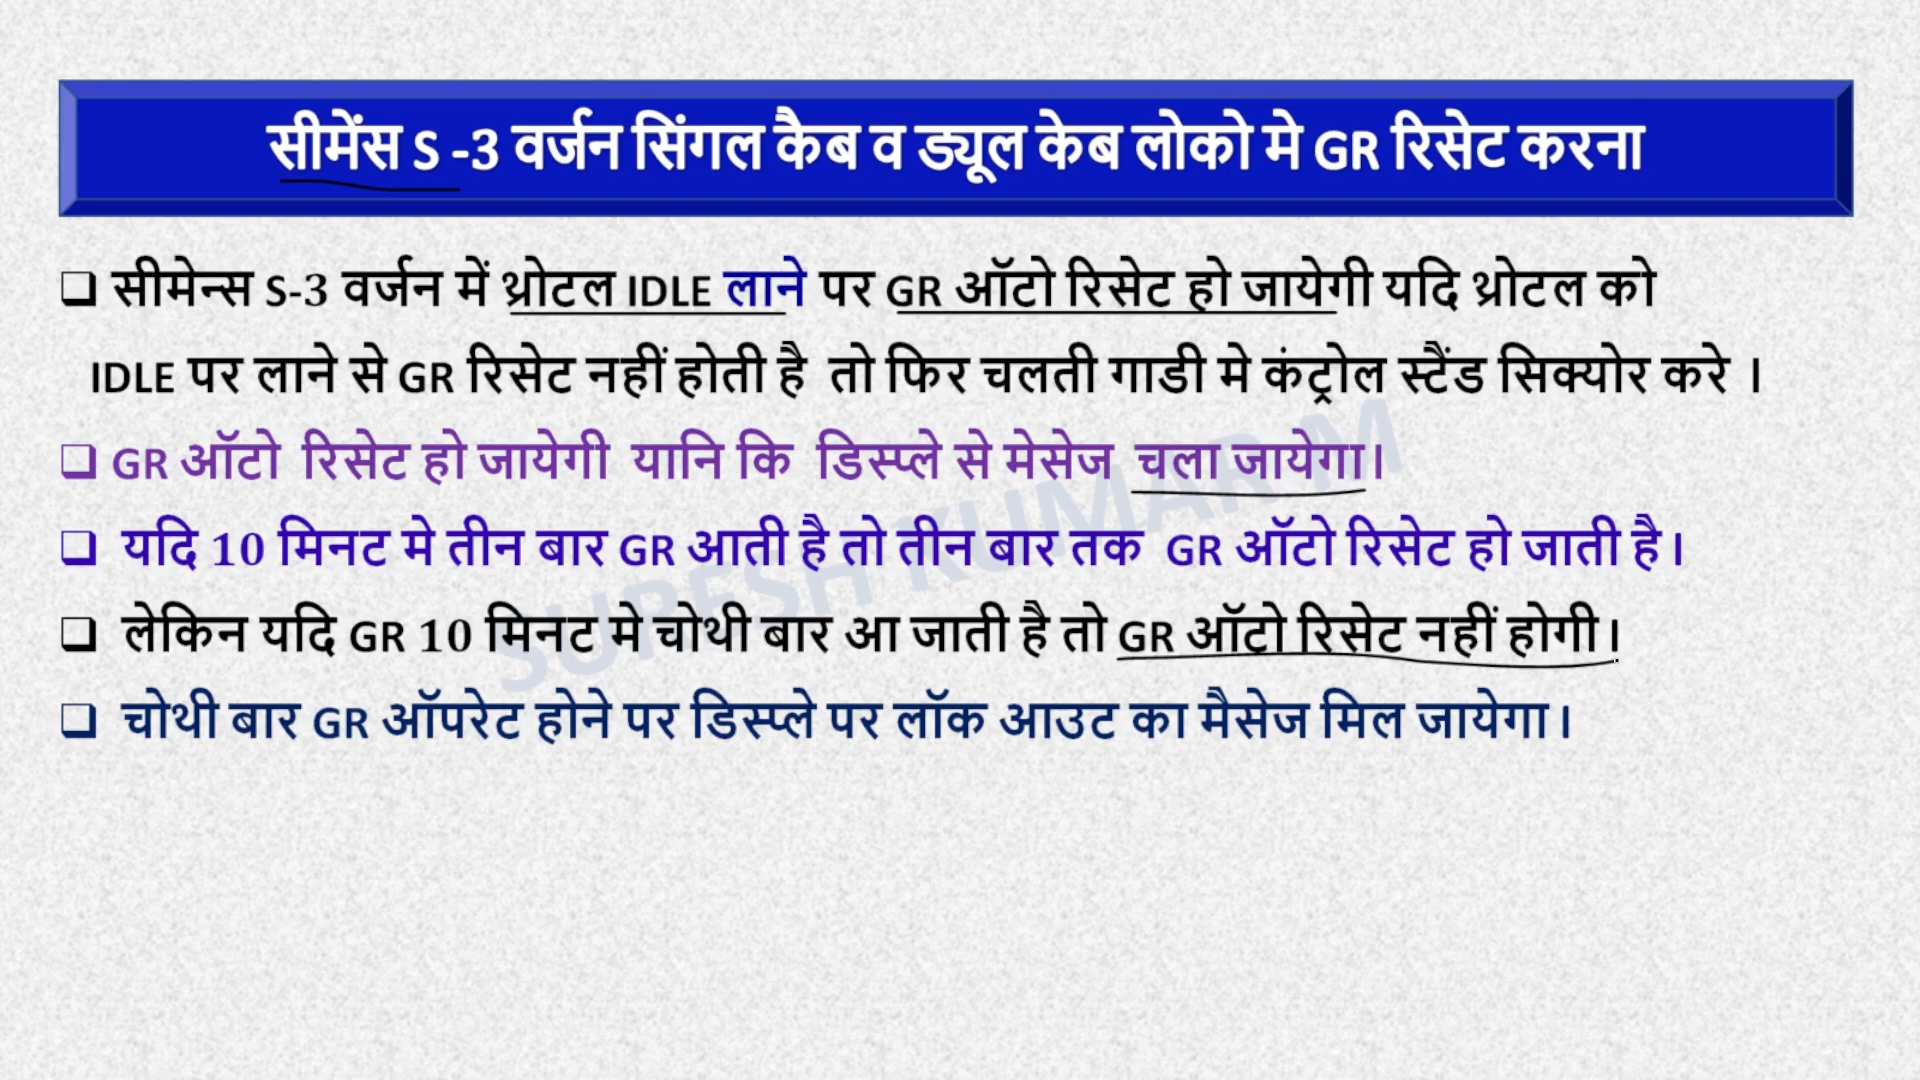 सीमेंस S -3 वर्जन सिंगल कैब व ड्यूल केब लोको मे GR रिसेट करना
❑ सीमेन्स S-3 वर्जन में थ्रोटल IDLE लाने पर GR ऑटो रिसेट हो जायेगी यदि थ्रोटल को
IDLE पर लाने से GR रिसेट नहीं होती है तो फिर चलती गाडी मे कंट्रोल स्टैंड सिक्योर करे ।
❑ GR ऑटो रिसेट हो जायेगी यानि कि डिस्प्ले से मेसेज चला जायेगा।
❑ यदि 10 मिनट मे तीन बार GR आती है तो तीन बार तक GR ऑटो रिसेट हो जाती है।
❑ लेकिन यदि GR 10 मिनट मे चोथी बार आ जाती है तो GR ऑटो रिसेट नहीं होगी।
❑ चोथी बार GR ऑपरेट होने पर डिस्प्ले पर लॉक आउट का मैसेज मिल जायेगा।
SURESH KUMAR M